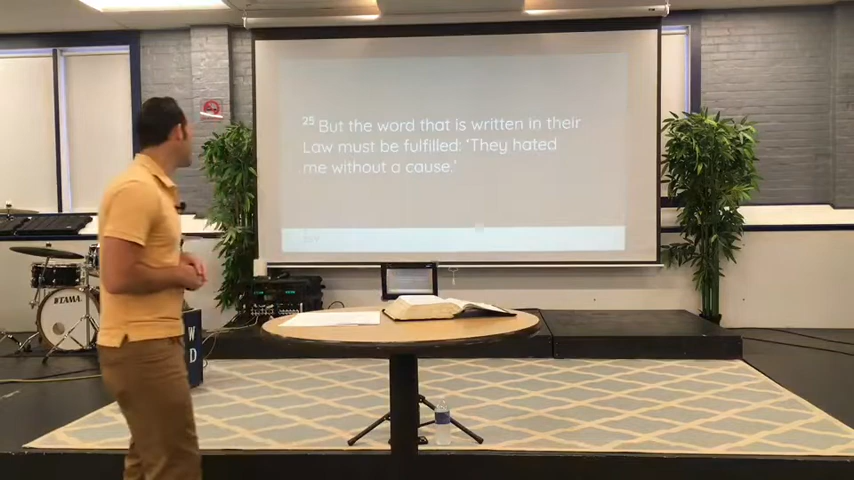 25 But the word that is written in their
Law must be fulfilled: ‘They hated
me without a cause.’
TAMA
W
D